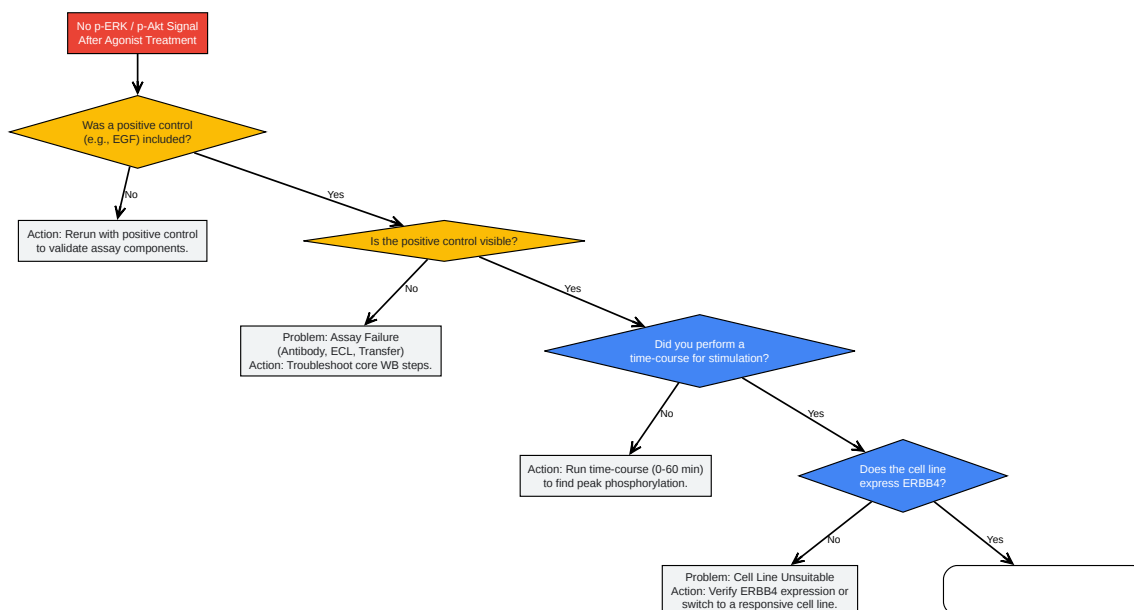 No p-ERK / p-Akt Signal
After Agonist Treatment
Was a positive control
(e.g., EGF) included?
No
Yes
Action: Rerun with positive control
to validate assay components.
Is the positive control visible?
No
Yes
Problem: Assay Failure
(Antibody, ECL, Transfer)
Action: Troubleshoot core WB steps.
Did you perform a
time-course for stimulation?
No
Yes
Action: Run time-course (0-60 min)
to find peak phosphorylation.
Does the cell line
express ERBB4?
No
Yes
Problem: Cell Line Unsuitable
Action: Verify ERBB4 expression or
switch to a responsive cell line.